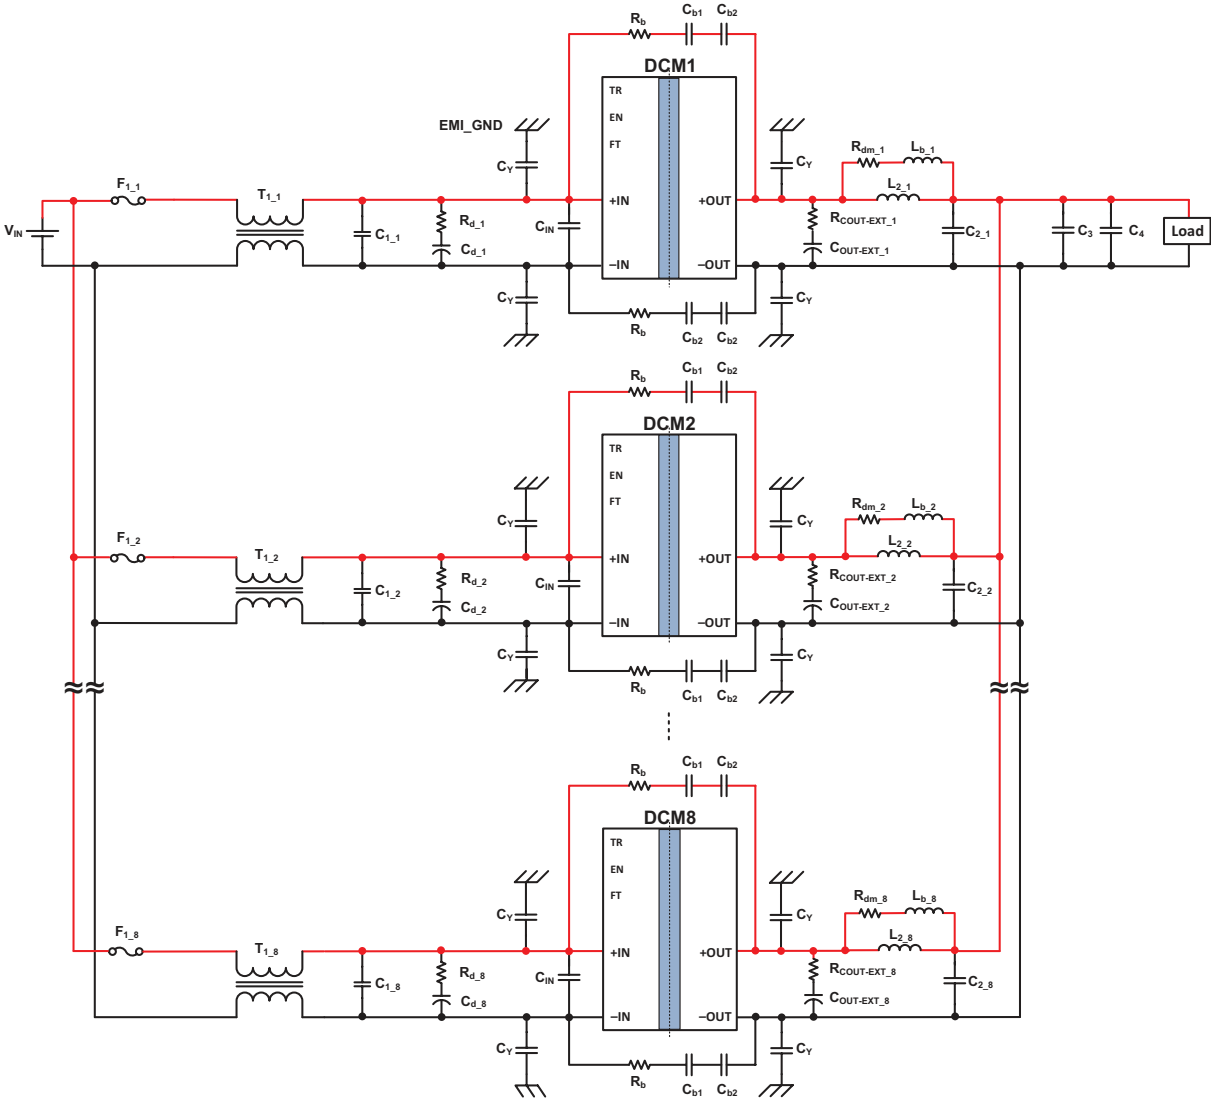 Rb Cb1 Cb2
DCM1
TR
EN
FT
EMI_GND
CY
CY
Rdm_1 Lb_1
F1_1
T1_1
L2_1
VIN
C1_1
Rd_1
Cd_1
CIN
+IN
+OUT
RCOUT-EXT_1
COUT-EXT_1
C2_1
C3
C4
Load
–IN
–OUT
CY
CY
Rb Cb2 Cb2
Rb Cb1 Cb2
DCM2
TR
EN
FT
CY
CY
Rdm_2 Lb_2
F1_2
T1_2
L2_2
C1_2
Rd_2
Cd_2
CIN
+IN
+OUT
RCOUT-EXT_2
COUT-EXT_2
C2_2
–IN
–OUT
CY
CY
Rb Cb1 Cb2
Rb Cb1 Cb2
DCM8
TR
EN
FT
CY
CY
Rdm_8 Lb_8
F1_8
T1_8
L2_8
C1_8
Rd_8
Cd_8
CIN
+IN
+OUT
RCOUT-EXT_8
COUT-EXT_8
C2_8
–IN
–OUT
CY
CY
Rb Cb1 Cb2